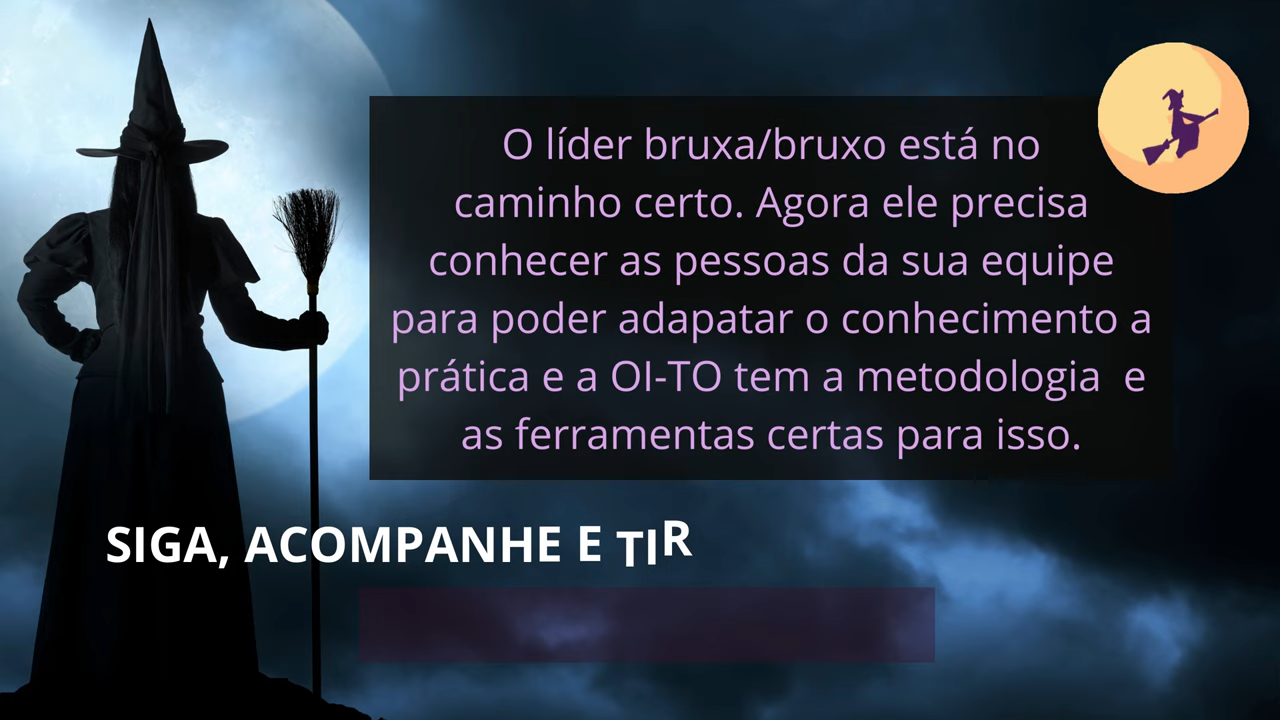 O líder bruxa/bruxo está no
caminho certo. Agora ele precisa
conhecer as pessoas da sua equipe
para poder adapatar o conhecimento a
prática e a OI-TO tem a metodologia  e
as ferramentas certas para isso.
SIGA, ACOMPANHE E TIR